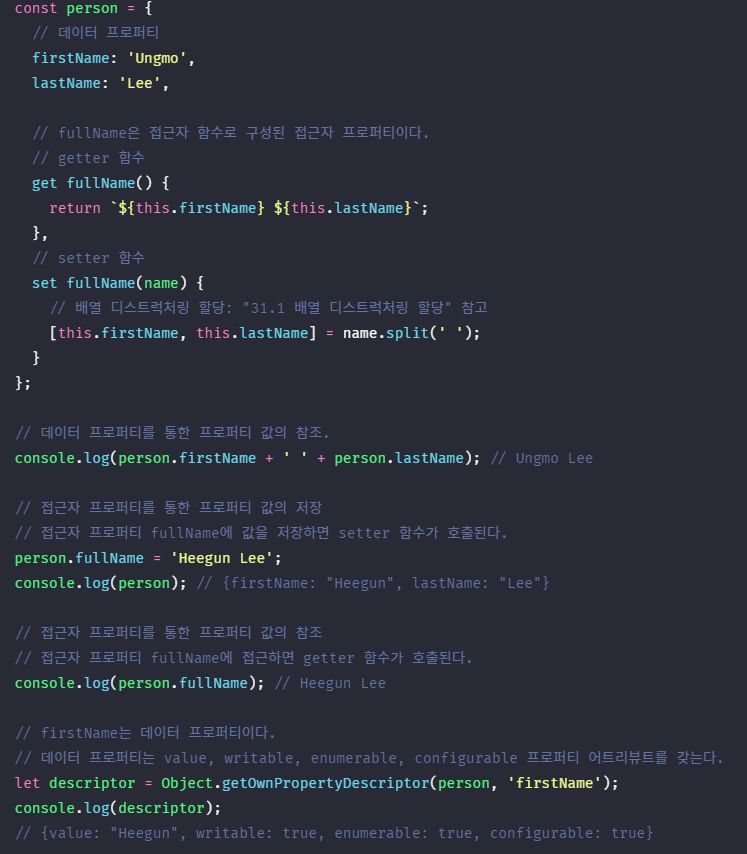 const person = {
  // 데이터 프로퍼티
  firstName: 'Ungmo',
  lastName: 'Lee',

  // fullName은 접근자 함수로 구성된 접근자 프로퍼티이다.
  // getter 함수
  get fullName() {
    return `${this.firstName} ${this.lastName}`;
  },
  // setter 함수
  set fullName(name) {
    // 배열 디스트럭처링 할당: "31.1 배열 디스트럭처링 할당" 참고
    [this.firstName, this.lastName] = name.split(' ');
  }
};

// 데이터 프로퍼티를 통한 프로퍼티 값의 참조.
console.log(person.firstName + ' ' + person.lastName); // Ungmo Lee

// 접근자 프로퍼티를 통한 프로퍼티 값의 저장
// 접근자 프로퍼티 fullName에 값을 저장하면 setter 함수가 호출된다.
person.fullName = 'Heegun Lee';
console.log(person); // {firstName: "Heegun", lastName: "Lee"}

// 접근자 프로퍼티를 통한 프로퍼티 값의 참조
// 접근자 프로퍼티 fullName에 접근하면 getter 함수가 호출된다.
console.log(person.fullName); // Heegun Lee

// firstName는 데이터 프로퍼티이다.
// 데이터 프로퍼티는 value, writable, enumerable, configurable 프로퍼티 어트리뷰트를 갖는다.
let descriptor = Object.getOwnPropertyDescriptor(person, 'firstName');
console.log(descriptor);
// {value: "Heegun", writable: true, enumerable: true, configurable: true}